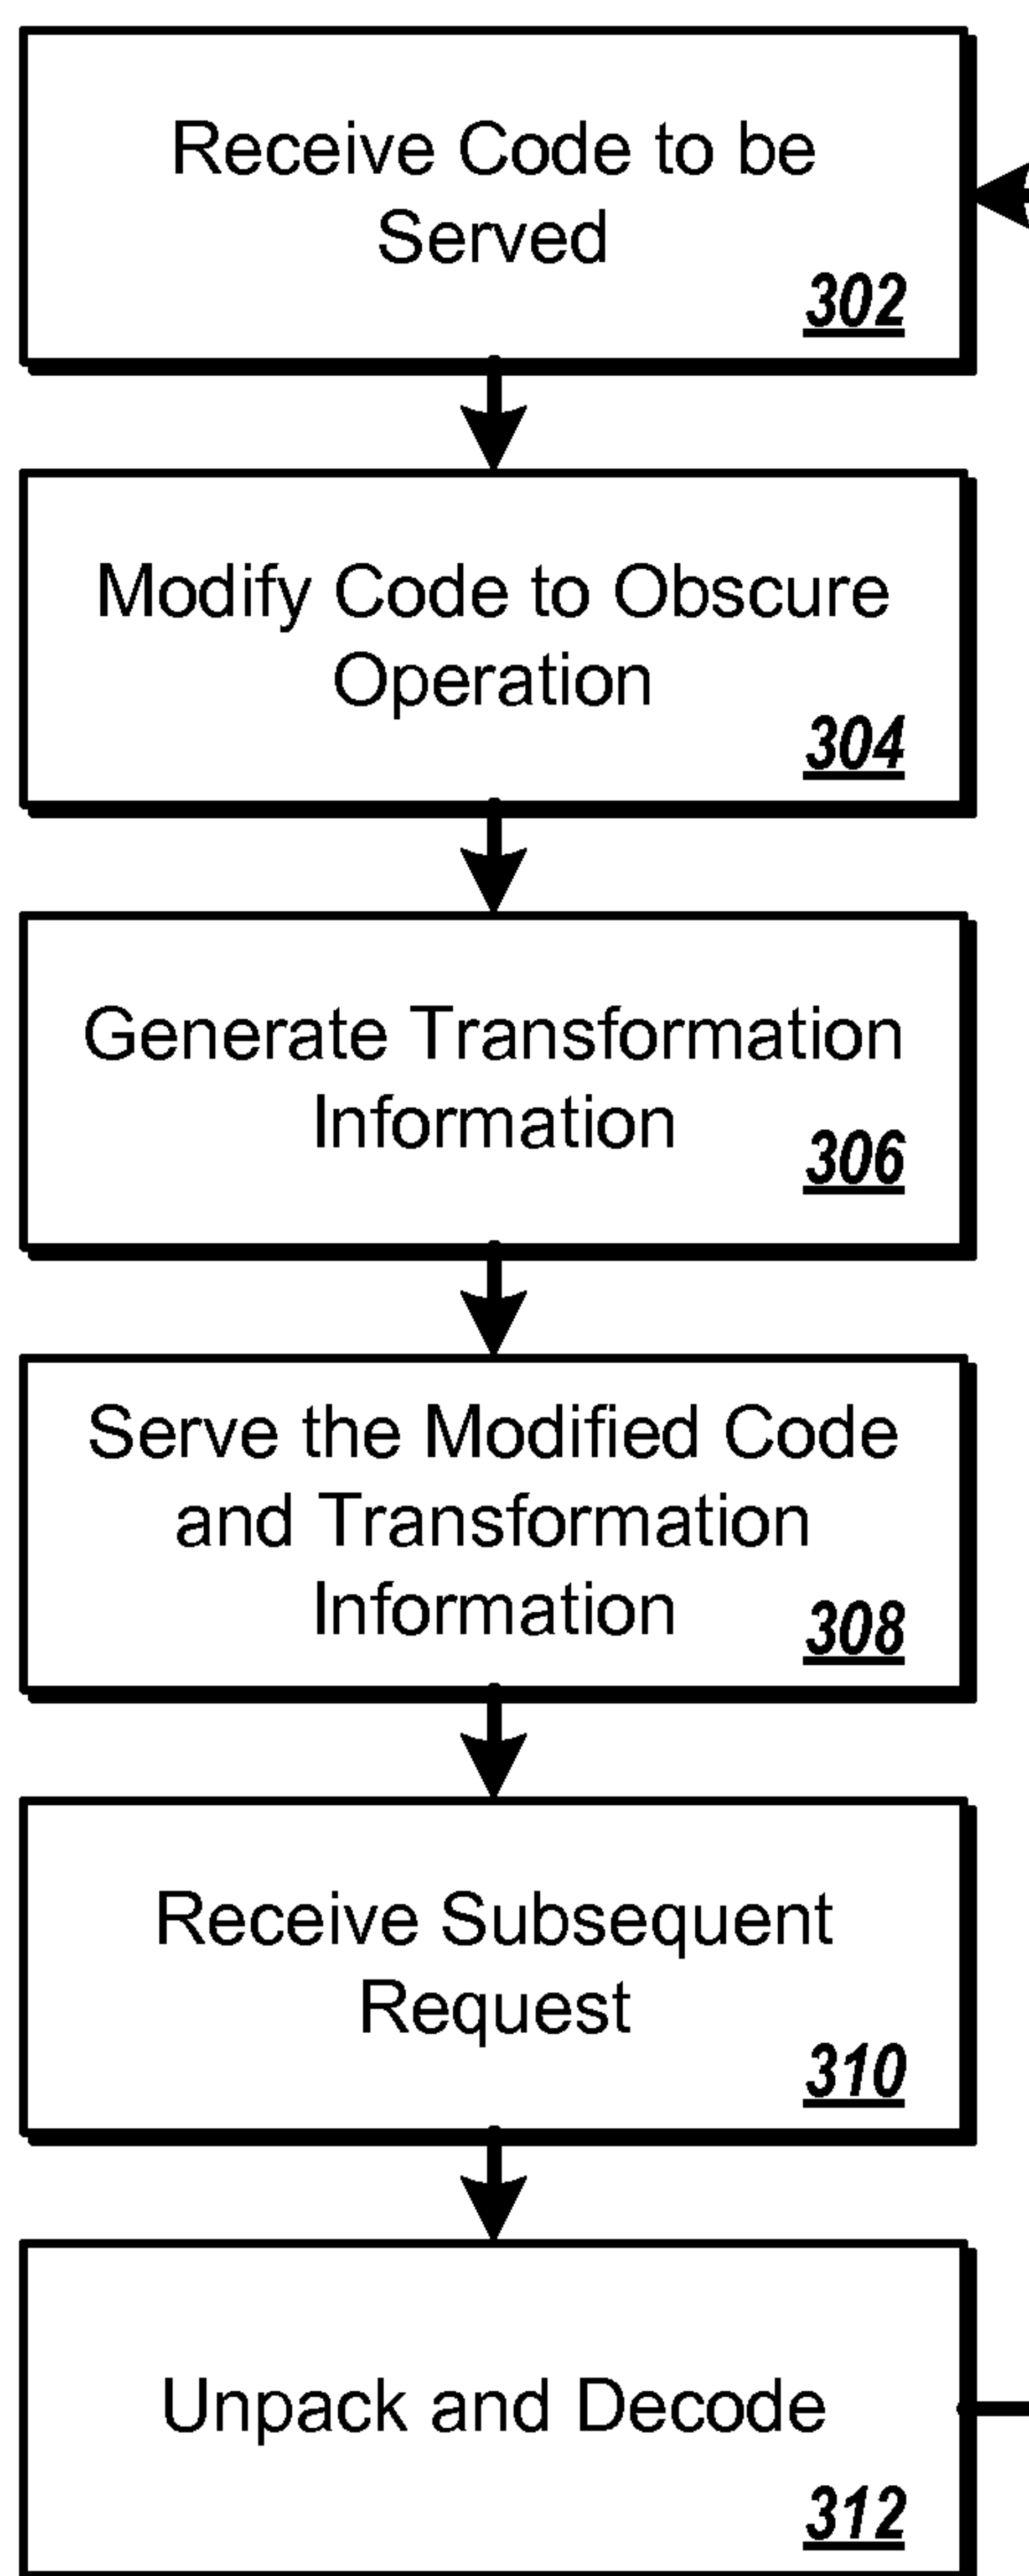 Receive Code to be
Served
302
Modify Code to Obscure
Operation
304
Generate Transformation
Information
306
Serve the Modified Code
and Transformation
Information
308
Receive Subsequent
Request
310
Unpack and Decode
312